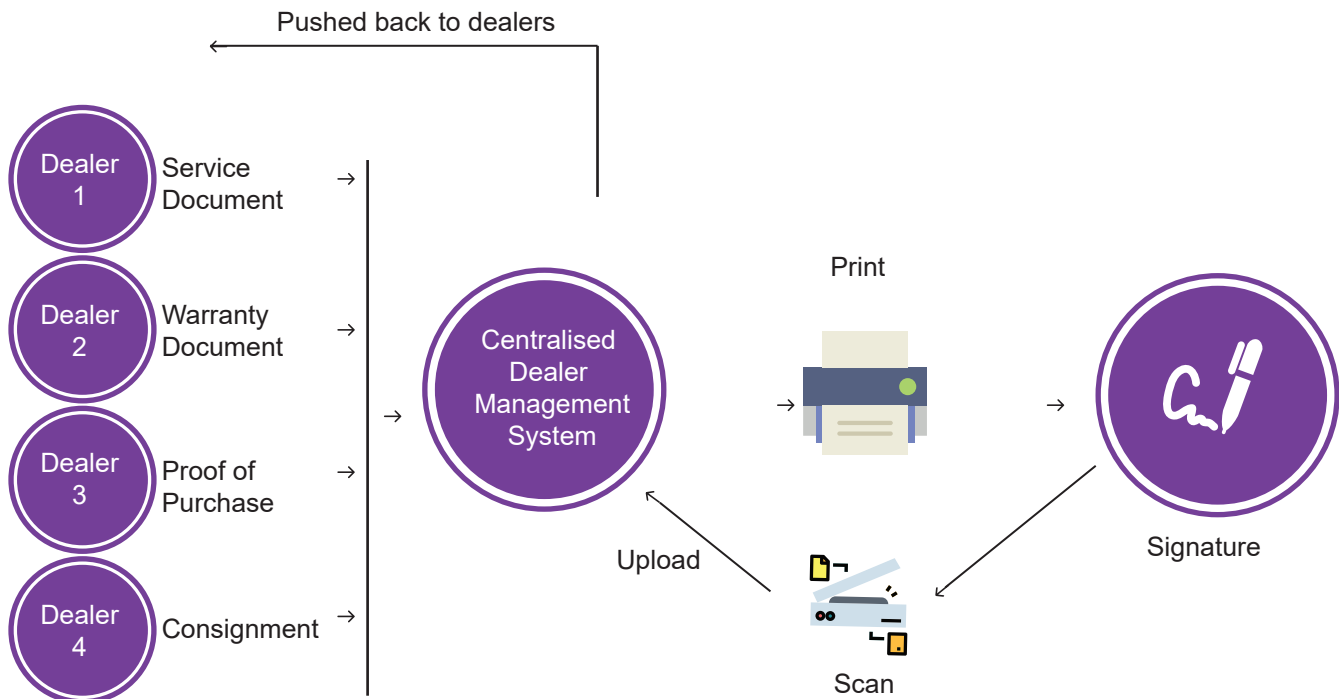 Pushed back to dealers
Dealer
1
Service
Document
Dealer
2
Warranty
Document
Dealer
3
Proof of
Purchase
Dealer
4
Consignment
Centralised
Dealer
Management
System
Print
Signature
Upload
Scan